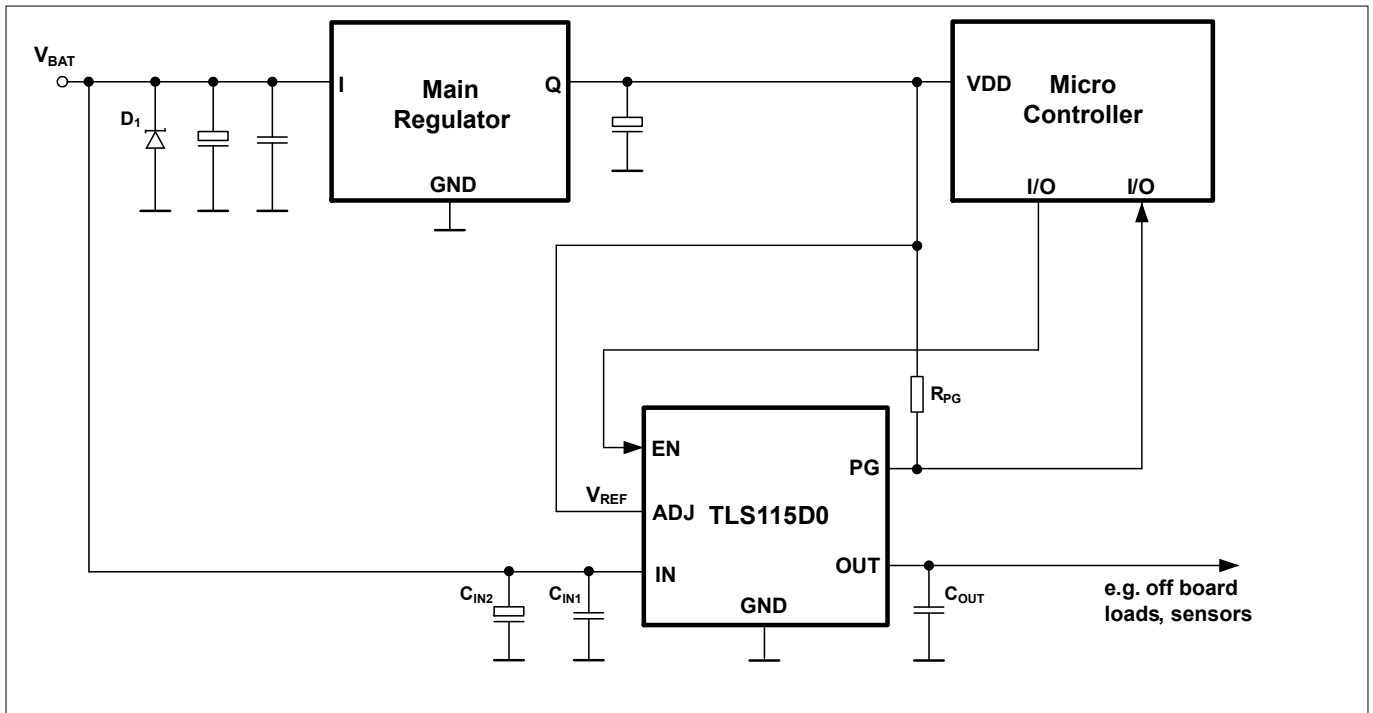 V_BAT
D₁
I
Main
Regulator
Q
GND
VDD
Micro
Controller
I/O
I/O
R_PG
EN
PG
V_REF
ADJ
TLS115D0
IN
OUT
GND
C_IN2
C_IN1
C_OUT
e.g. off board
loads, sensors